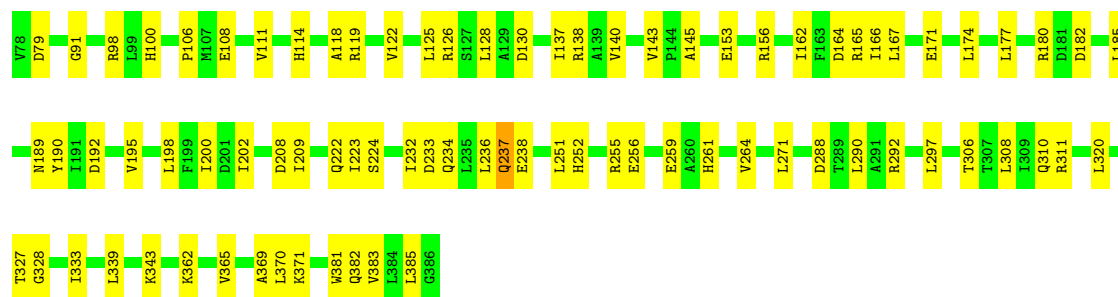 V78 D79 G91 R98 L99 H100 P106 M107 E108 V111 H114 A118 R119 V122 L125 R126 S127 L128 A129 D130 I137 R138 A139 V140 V143 P144 A145 E153 R156 I162 F163 D164 R165 I166 L167 E171 L174 L177 R180 D181 D182 L185
N189 Y190 I191 D192 V195 L198 F199 I200 D201 I202 D208 I209 Q222 I223 S224 I232 D233 Q234 L235 L236 Q237 E238 L251 H252 R255 E256 E259 A260 H261 V264 L271 D288 T289 L290 A291 R292 L297 T306 T307 L308 I309 Q310 R311 L320
T327 G328 I333 L339 K343 K362 V365 A369 L370 K371 W381 Q382 V383 L384 L385 G386